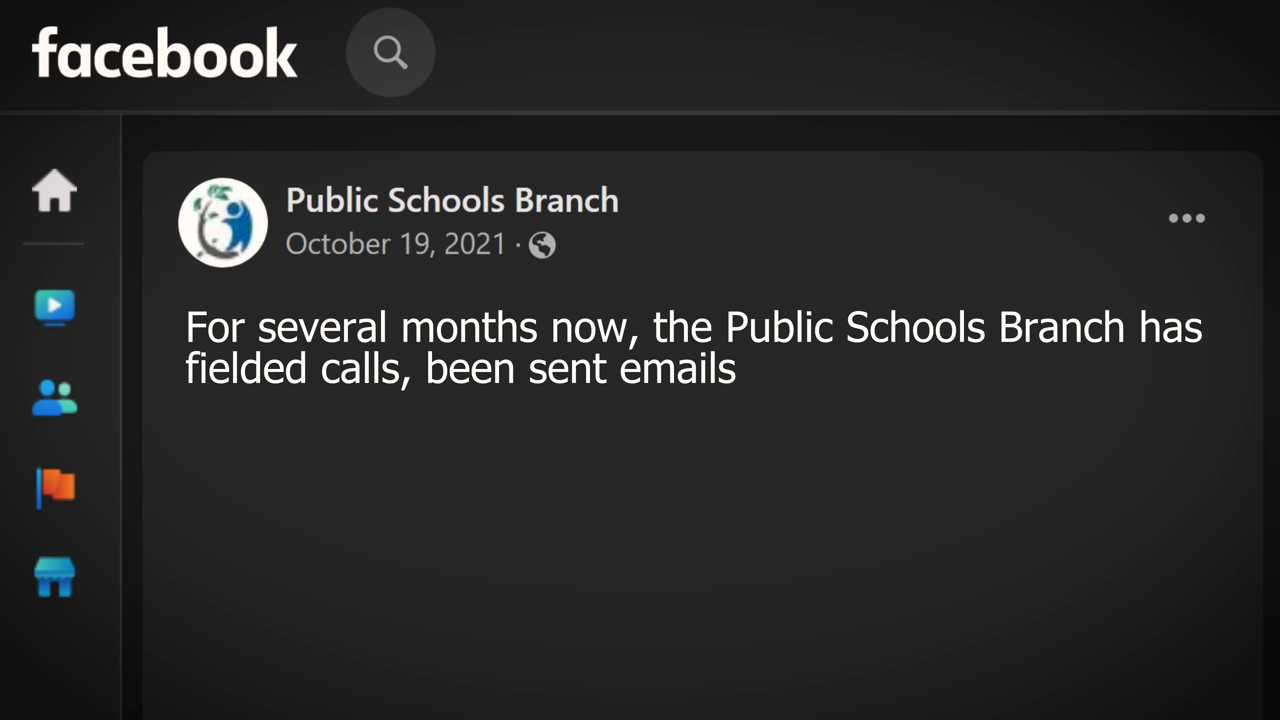 facebook
Public Schools Branch
October 19, 2021 ·
For several months now, the Public Schools Branch has
fielded calls, been sent emails